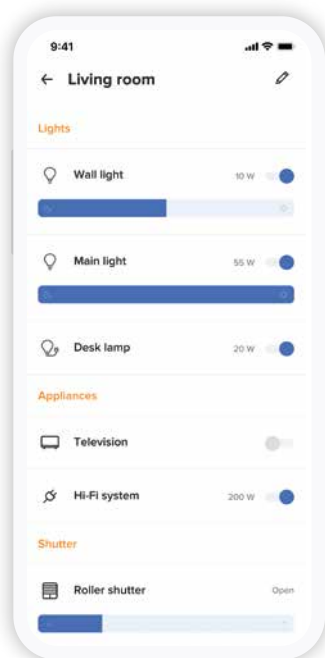 9:41
Living room
Lights
Wall light 10 W
Main light 55 W
Desk lamp 20 W
Appliances
Television
Hi-Fi system 200 W
Shutter
Roller shutter Open